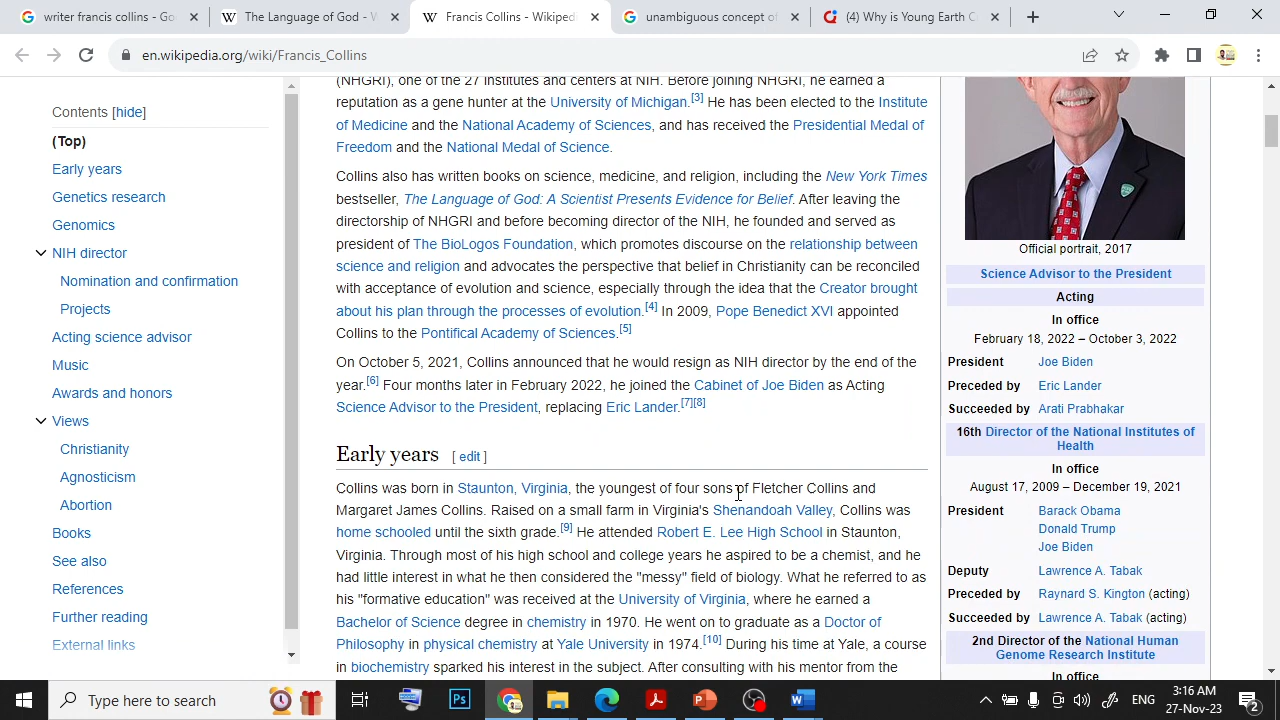 writer francis collins - Go
The Language of God - W
Francis Collins - Wikiped
unambiguous concept of
(4) Why is Young Earth C
en.wikipedia.org/wiki/Francis_Collins
Contents [hide]
(Top)
Early years
Genetics research
Genomics
NIH director
Nomination and confirmation
Projects
Acting science advisor
Music
Awards and honors
Views
Christianity
Agnosticism
Abortion
Books
See also
References
Further reading
External links
(NHGRI), one of the 27 institutes and centers at NIH. Before joining NHGRI, he earned a
reputation as a gene hunter at the University of Michigan.[3] He has been elected to the Institute
of Medicine and the National Academy of Sciences, and has received the Presidential Medal of
Freedom and the National Medal of Science.
Collins also has written books on science, medicine, and religion, including the New York Times
bestseller, The Language of God: A Scientist Presents Evidence for Belief. After leaving the
directorship of NHGRI and before becoming director of the NIH, he founded and served as
president of The BioLogos Foundation, which promotes discourse on the relationship between
science and religion and advocates the perspective that belief in Christianity can be reconciled
with acceptance of evolution and science, especially through the idea that the Creator brought
about his plan through the processes of evolution.[4] In 2009, Pope Benedict XVI appointed
Collins to the Pontifical Academy of Sciences.[5]
On October 5, 2021, Collins announced that he would resign as NIH director by the end of the
year.[6] Four months later in February 2022, he joined the Cabinet of Joe Biden as Acting
Science Advisor to the President, replacing Eric Lander.[7][8]
Early years [ edit ]
Collins was born in Staunton, Virginia, the youngest of four sons of Fletcher Collins and
Margaret James Collins. Raised on a small farm in Virginia's Shenandoah Valley, Collins was
home schooled until the sixth grade.[9] He attended Robert E. Lee High School in Staunton,
Virginia. Through most of his high school and college years he aspired to be a chemist, and he
had little interest in what he then considered the "messy" field of biology. What he referred to as
his "formative education" was received at the University of Virginia, where he earned a
Bachelor of Science degree in chemistry in 1970. He went on to graduate as a Doctor of
Philosophy in physical chemistry at Yale University in 1974.[10] During his time at Yale, a course
in biochemistry sparked his interest in the subject. After consulting with his mentor from the
Official portrait, 2017
Science Advisor to the President
Acting
In office
February 18, 2022 – October 3, 2022
President Joe Biden
Preceded by Eric Lander
Succeeded by Arati Prabhakar
16th Director of the National Institutes of
Health
In office
August 17, 2009 – December 19, 2021
President Barack Obama
Donald Trump
Joe Biden
Deputy Lawrence A. Tabak
Preceded by Raynard S. Kington (acting)
Succeeded by Lawrence A. Tabak (acting)
2nd Director of the National Human
Genome Research Institute
In office
Type here to search
Ps
ENG
3:16 AM
27-Nov-23
2